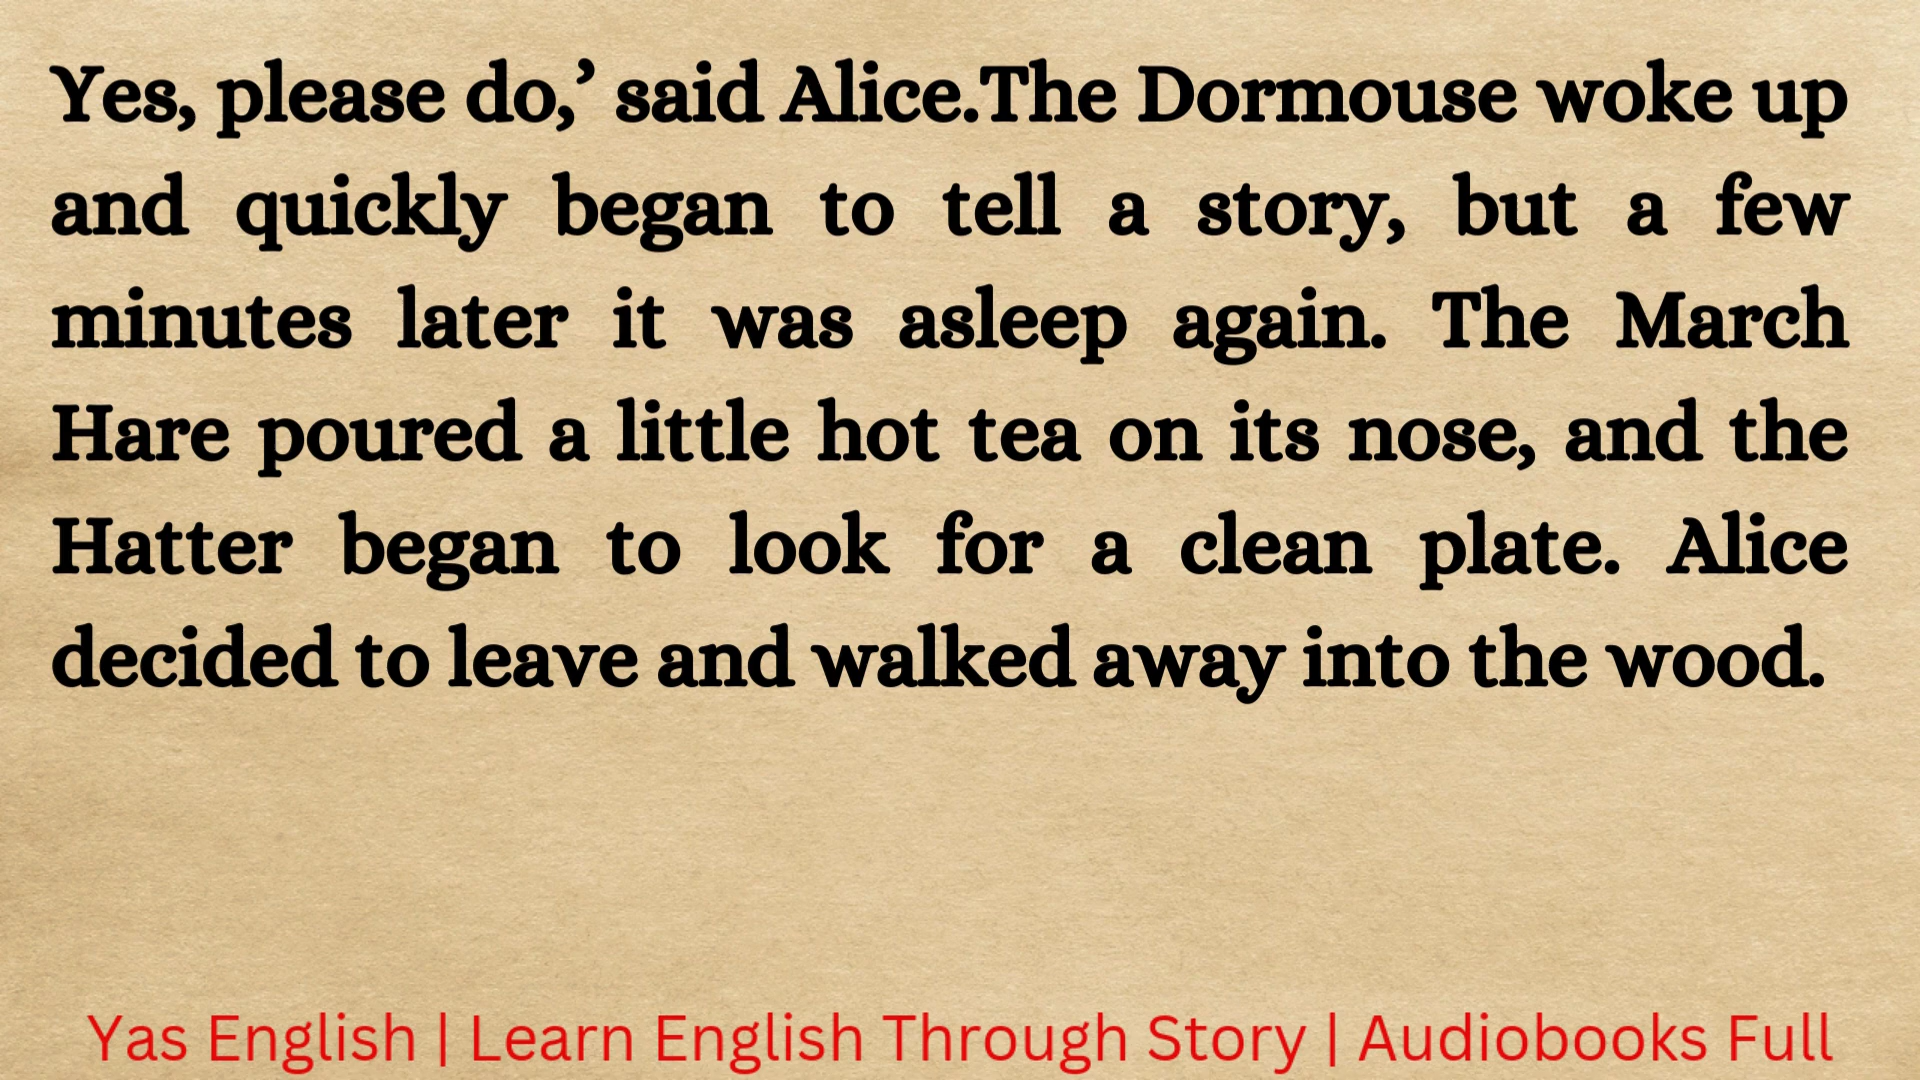 Yes, please do,’ said Alice.The Dormouse woke up
and quickly began to tell a story, but a few
minutes later it was asleep again. The March
Hare poured a little hot tea on its nose, and the
Hatter began to look for a clean plate. Alice
decided to leave and walked away into the wood.
Yas English | Learn English Through Story | Audiobooks Full